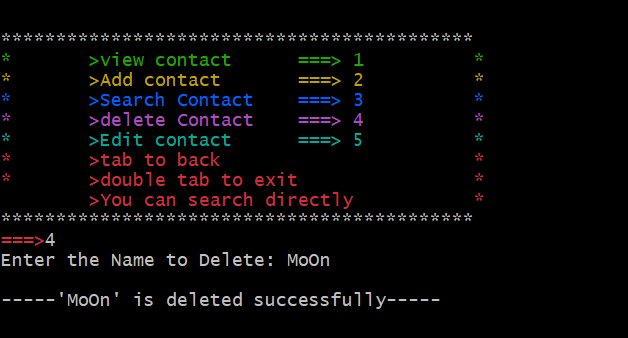 *******************************************
* >view contact ===> 1 *
* >Add contact ===> 2 *
* >Search Contact ===> 3 *
* >delete Contact ===> 4 *
* >Edit contact ===> 5 *
* >tab to back *
* >double tab to exit *
>You can search directly *
*******************************************
===>4
Enter the Name to Delete: MoOn
-----'MoOn' is deleted successfully-----